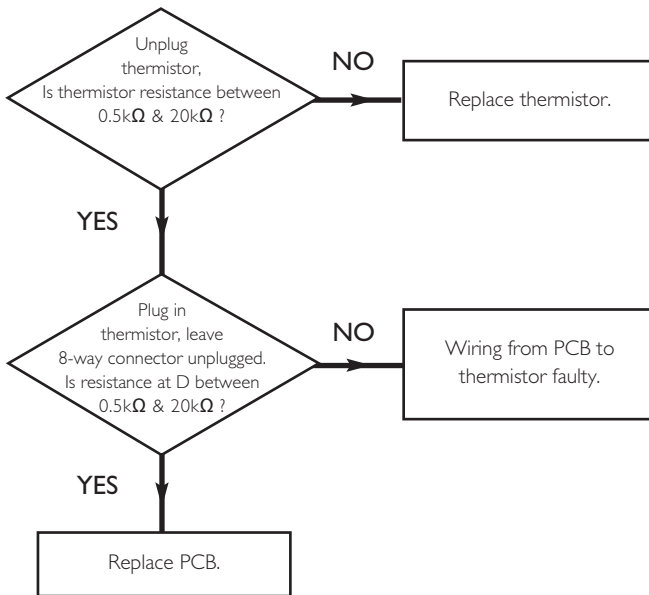 Unplug
thermistor,
Is thermistor resistance between
0.5kΩ & 20kΩ ?
NO
Replace thermistor.
YES
Plug in
thermistor, leave
8-way connector unplugged.
Is resistance at D between
0.5kΩ & 20kΩ ?
NO
Wiring from PCB to
thermistor faulty.
YES
Replace PCB.